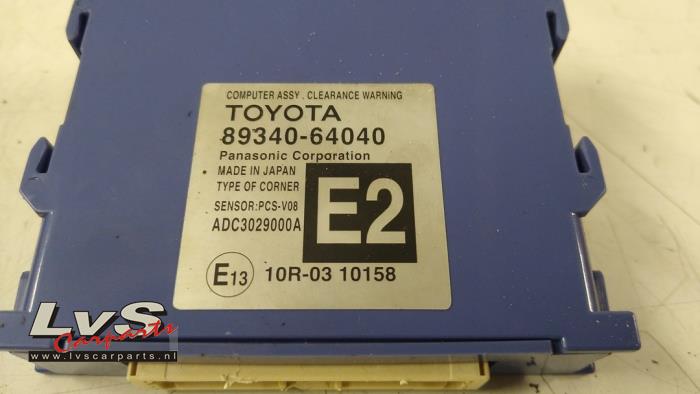 COMPUTER ASSY . CLEARANCE WARNING
TOYOTA
89340-64040
Panasonic Corporation
MADE IN JAPAN
TYPE OF CORNER
SENSOR:PCS-V08
ADC3029000A
E2
E13 10R-03 10158
LvS
Carparts
www.lvscarparts.nl